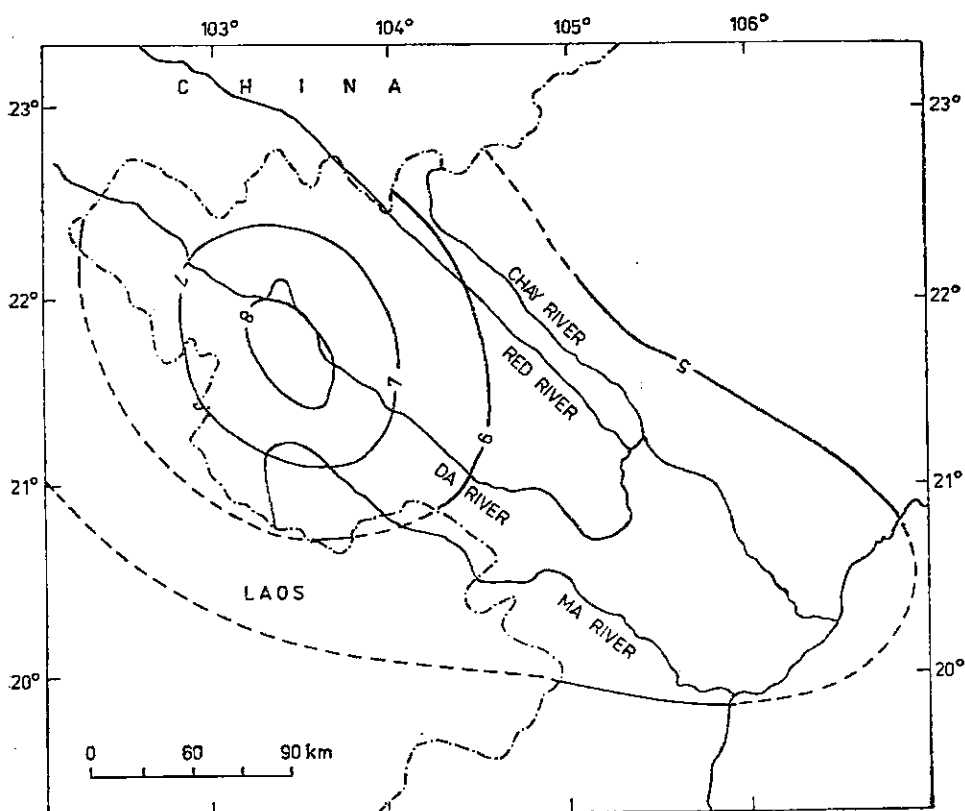 103° 104° 105° 106°
C H I N A
23° 23°
22° 22°
7
8
7
6
5
CHAY RIVER
RED RIVER
DA RIVER
21° 21°
LAOS
MA RIVER
20° 20°
0 60 90 km